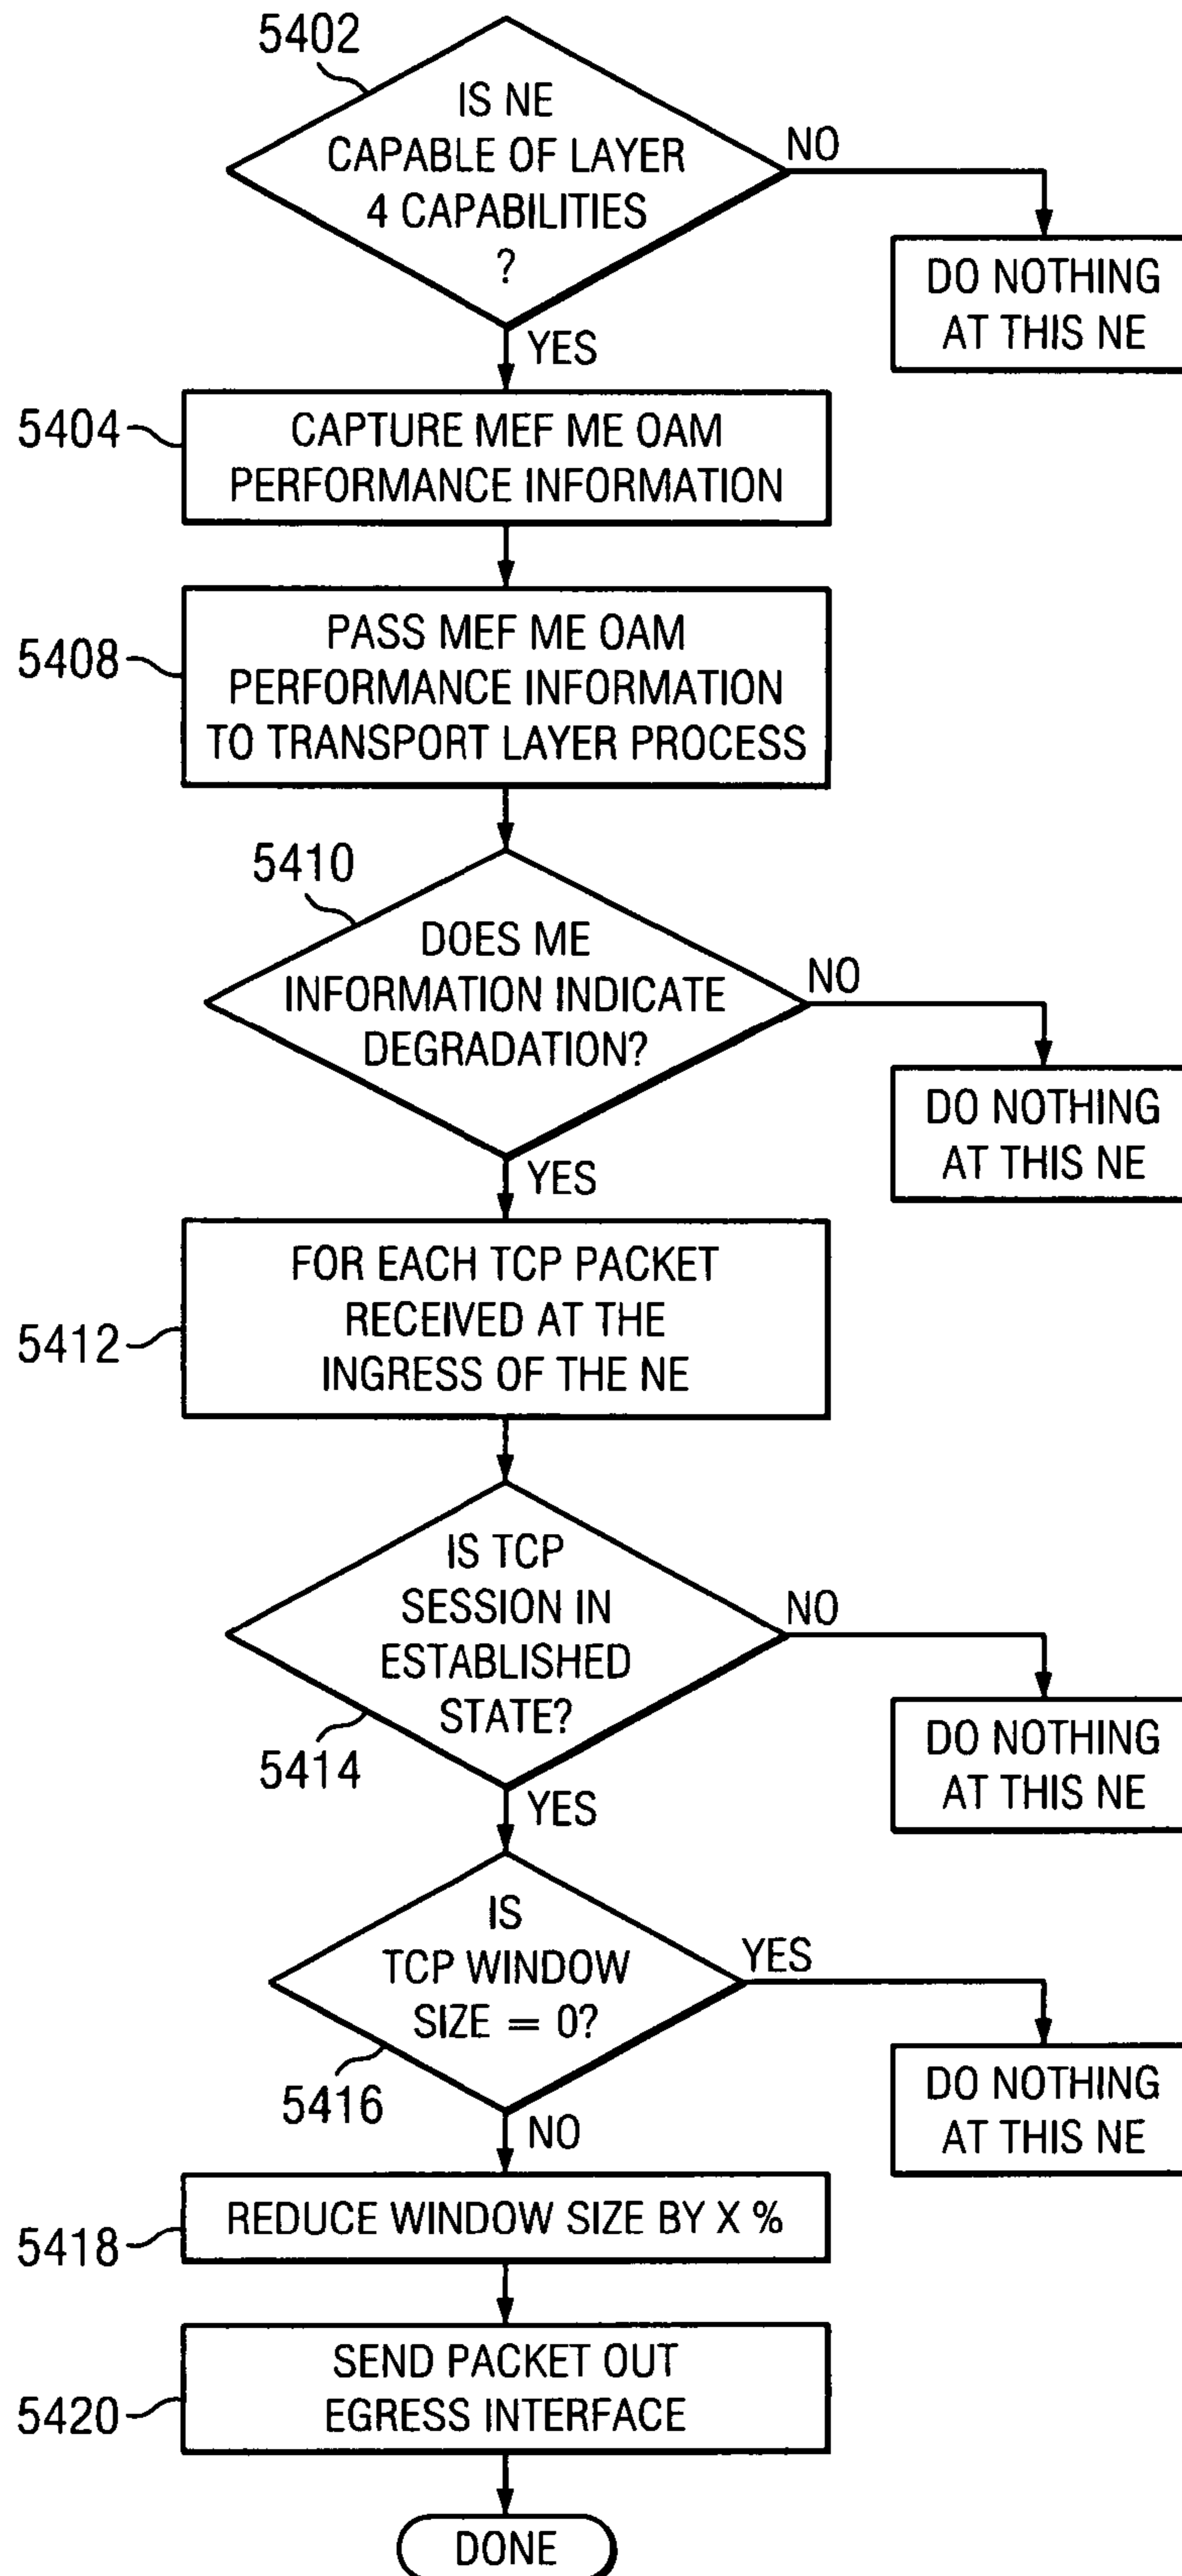 5402
IS NE
CAPABLE OF LAYER
4 CAPABILITIES
?
NO
DO NOTHING
AT THIS NE
YES
5404
CAPTURE MEF ME OAM
PERFORMANCE INFORMATION
5408
PASS MEF ME OAM
PERFORMANCE INFORMATION
TO TRANSPORT LAYER PROCESS
5410
DOES ME
INFORMATION INDICATE
DEGRADATION?
NO
DO NOTHING
AT THIS NE
YES
5412
FOR EACH TCP PACKET
RECEIVED AT THE
INGRESS OF THE NE
IS TCP
SESSION IN
ESTABLISHED
STATE?
5414
NO
DO NOTHING
AT THIS NE
YES
IS
TCP WINDOW
SIZE = 0?
5416
YES
DO NOTHING
AT THIS NE
NO
5418
REDUCE WINDOW SIZE BY X %
5420
SEND PACKET OUT
EGRESS INTERFACE
DONE